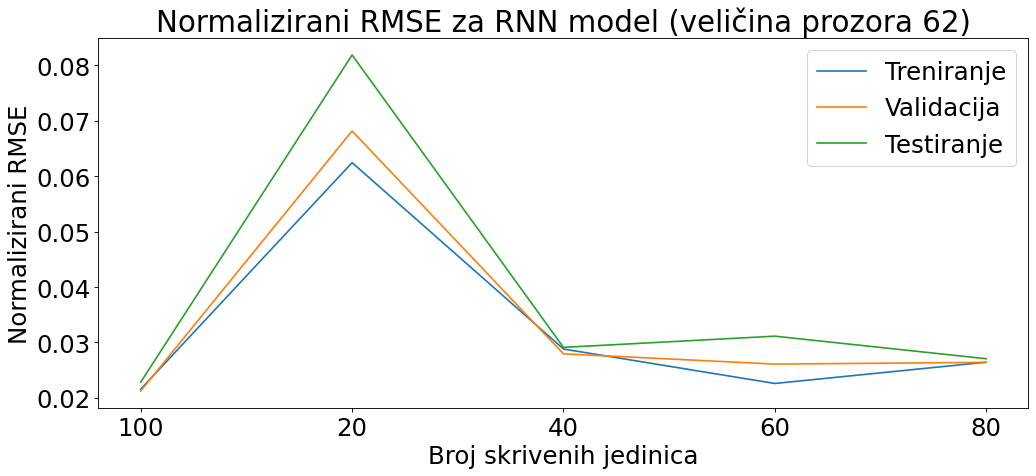 Normalizirani RMSE za RNN model (veličina prozora 62)
Normalizirani RMSE
0.08
0.07
0.06
0.05
0.04
0.03
0.02
Treniranje
Validacija
Testiranje
100 20 40 60 80
Broj skrivenih jedinica